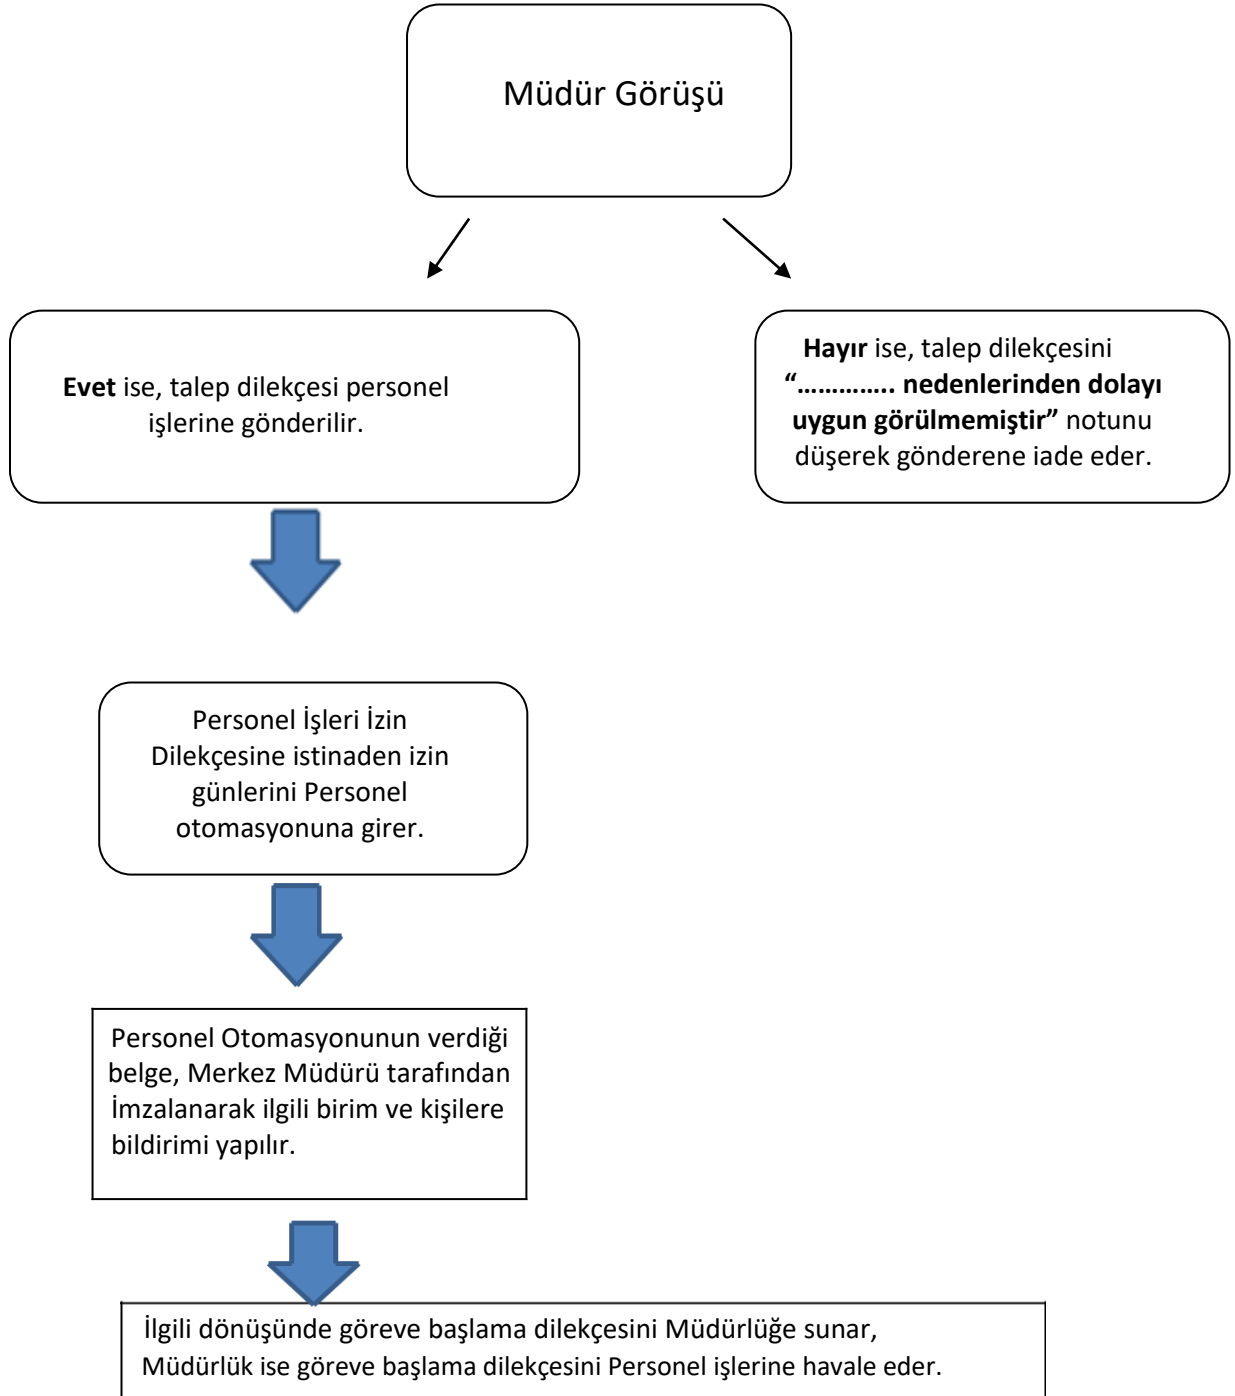 Müdür Görüşü
Evet ise, talep dilekçesi personel
işlerine gönderilir.
Hayır ise, talep dilekçesini
“………….. nedenlerinden dolayı
uygun görülmemiştir” notunu
düşerek gönderene iade eder.
Personel İşleri İzin
Dilekçesine istinaden izin
günlerini Personel
otomasyonuna girer.
Personel Otomasyonunun verdiği
belge, Merkez Müdürü tarafından
İmzalanarak ilgili birim ve kişilere
bildirimi yapılır.
İlgili dönüşünde göreve başlama dilekçesini Müdürlüğe sunar,
Müdürlük ise göreve başlama dilekçesini Personel işlerine havale eder.